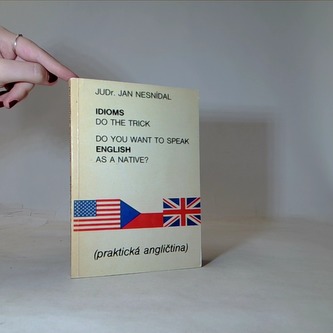 JUDr. JAN NESNÍDAL
IDIOMS
DO THE TRICK
DO YOU WANT TO SPEAK
ENGLISH
AS A NATIVE?
(praktická angličtina)